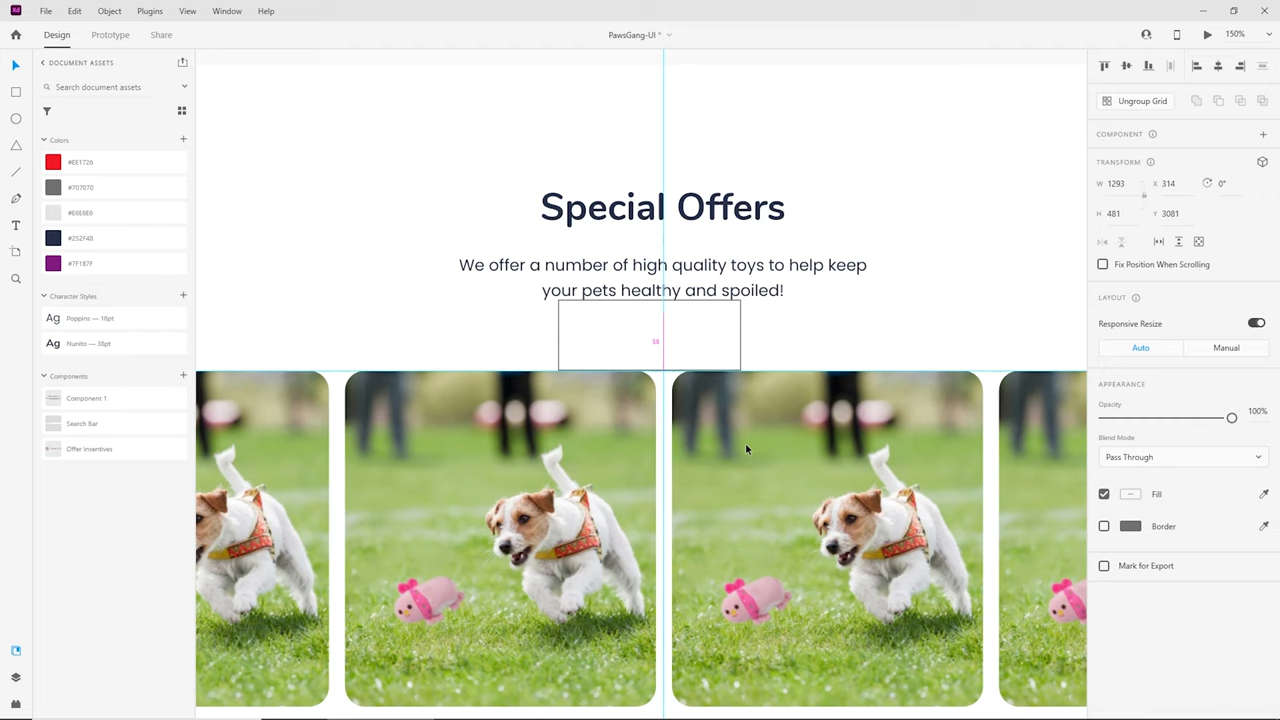 Xd File Edit Object Plugins View Window Help
Design Prototype Share PawsGang-UI * 150%
DOCUMENT ASSETS
Search document assets
Colors
#EE1726
#707070
#E6E6E6
#252F48
#7F187F
Character Styles
Ag Poppins — 16pt
Ag Nunito — 36pt
Components
Component 1
Search Bar
Offer Insentives
Special Offers
We offer a number of high quality toys to help keep
your pets healthy and spoiled!
58
Ungroup Grid
COMPONENT
TRANSFORM
W 1293 X 314 0°
H 481 Y 3081
Fix Position When Scrolling
LAYOUT
Responsive Resize
Auto Manual
APPEARANCE
Opacity
100%
Blend Mode
Pass Through
Fill
Border
Mark for Export